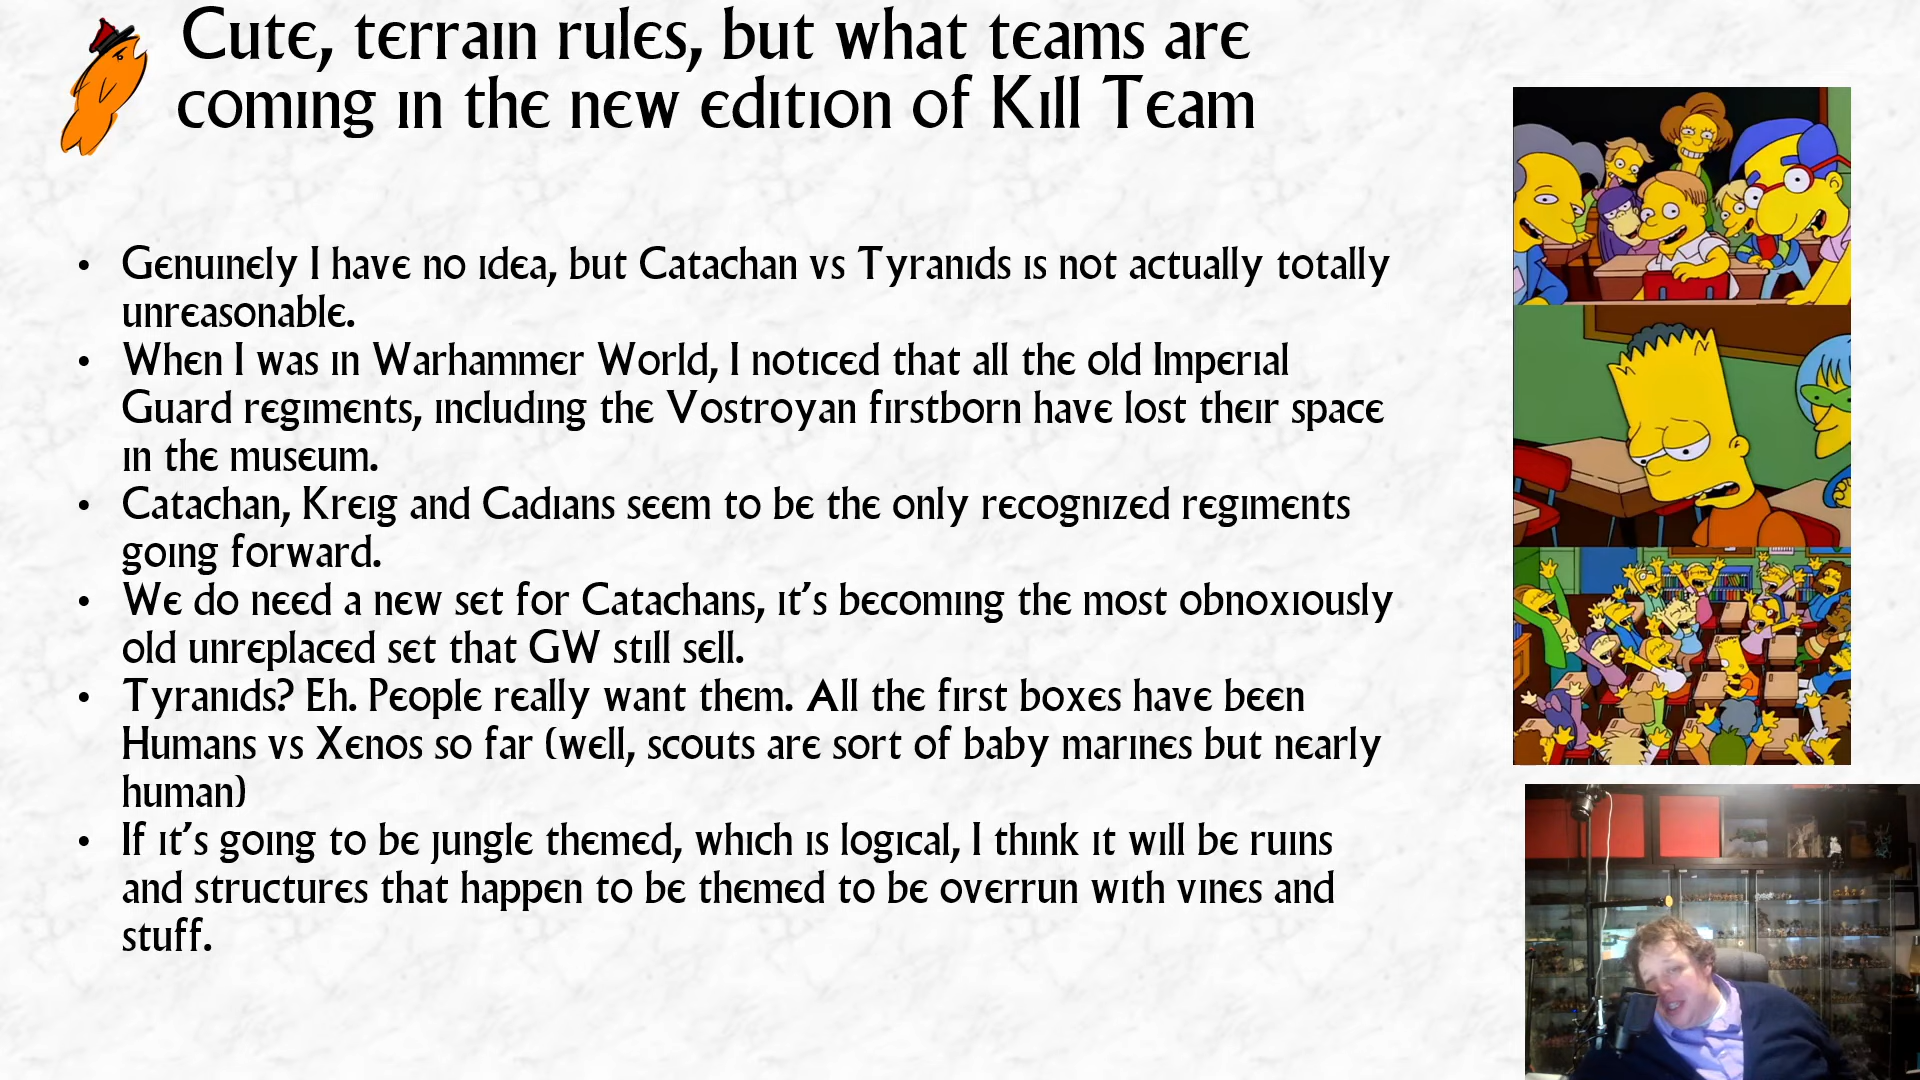 Cute, terrain rules, but what teams are
coming in the new edition of Kill Team
• Genuinely I have no idea, but Catachan vs Tyranids is not actually totally
unreasonable.
• When I was in Warhammer World, I noticed that all the old Imperial
Guard regiments, including the Vostroyan firstborn have lost their space
in the museum.
• Catachan, Kreig and Cadians seem to be the only recognized regiments
going forward.
• We do need a new set for Catachans, it's becoming the most obnoxiously
old unreplaced set that GW still sell.
• Tyranids? Eh. People really want them. All the first boxes have been
Humans vs Xenos so far (well, scouts are sort of baby marines but nearly
human)
• If it's going to be jungle themed, which is logical, I think it will be ruins
and structures that happen to be themed to be overrun with vines and
stuff.